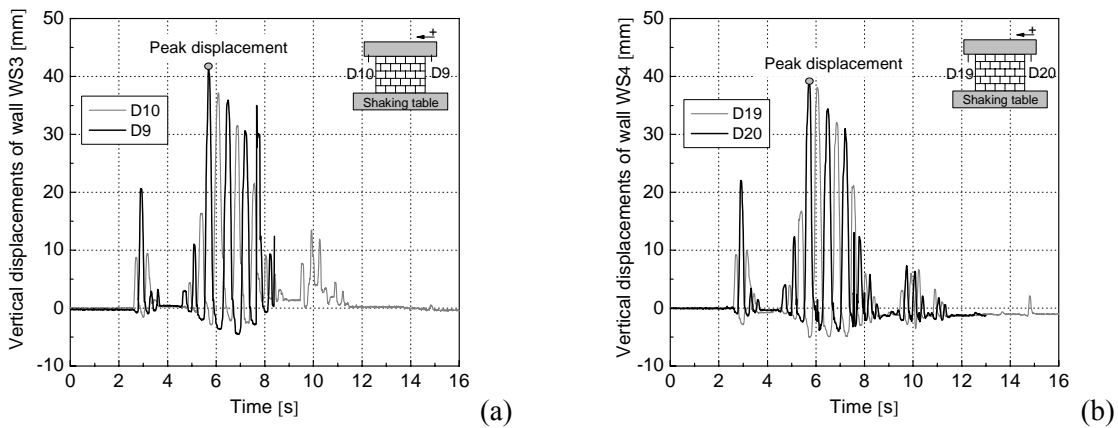 Vertical displacements of wall WS3 [mm]
50
40
30
20
10
0
-10
Peak displacement
+
D10
D9
Shaking table
D10
D9
0 2 4 6 8 10 12 14 16
Time [s]
(a)
Vertical displacements of wall WS4 [mm]
50
40
30
20
10
0
-10
Peak displacement
+
D19
D20
Shaking table
D19
D20
0 2 4 6 8 10 12 14 16
Time [s]
(b)